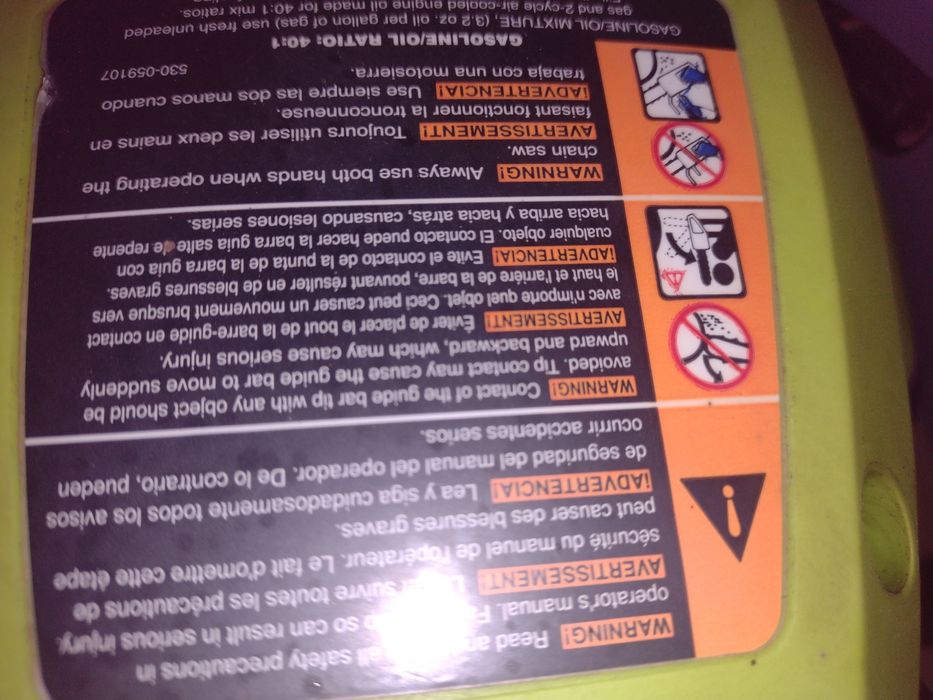 WARNING! Read and all safety precautions in
operator's manual. so can result in serious injury.
AVERTISSEMENT! suivre toutes les précautions de
sécurité du manuel de l'opérateur. Le fait d'omettre cette étape
peut causer des blessures graves.
¡ADVERTENCIA! Lea y siga cuidadosamente todos los avisos
de seguridad del manual del operador. De lo contrario, pueden
ocurrir accidentes serios.
WARNING! Contact of the guide bar tip with any object should be
avoided. Tip contact may cause the guide bar to move suddenly
upward and backward, which may cause serious injury.
AVERTISSEMENT! Éviter de placer le bout de la barre-guide en contact
avec n'importe quel objet. Ceci peut causer un mouvement brusque vers
le haut et l'arriére de la barre, pouvant résulter en de blessures graves.
¡ADVERTENCIA! Evite el contacto de la punta de la barra guía con
cualquier objeto. El contacto puede hacer la barra guía salte de repente
hacia arriba y hacia atrás, causando lesiones serias.
WARNING! Always use both hands when operating the
chain saw.
AVERTISSEMENT! Toujours utiliser les deux mains en
faisant fonctionner la tronconneuse.
¡ADVERTENCIA! Use siempre las dos manos cuando
trabaja con una motosierra. 530-059107
GASOLINE/OIL RATIO: 40:1
GASOLINE/OIL MIXTURE, (3.2 oz. oil per gallon of gas) use fresh unleaded
gas and 2-cycle air-cooled engine oil made for 40:1 mix ratios.